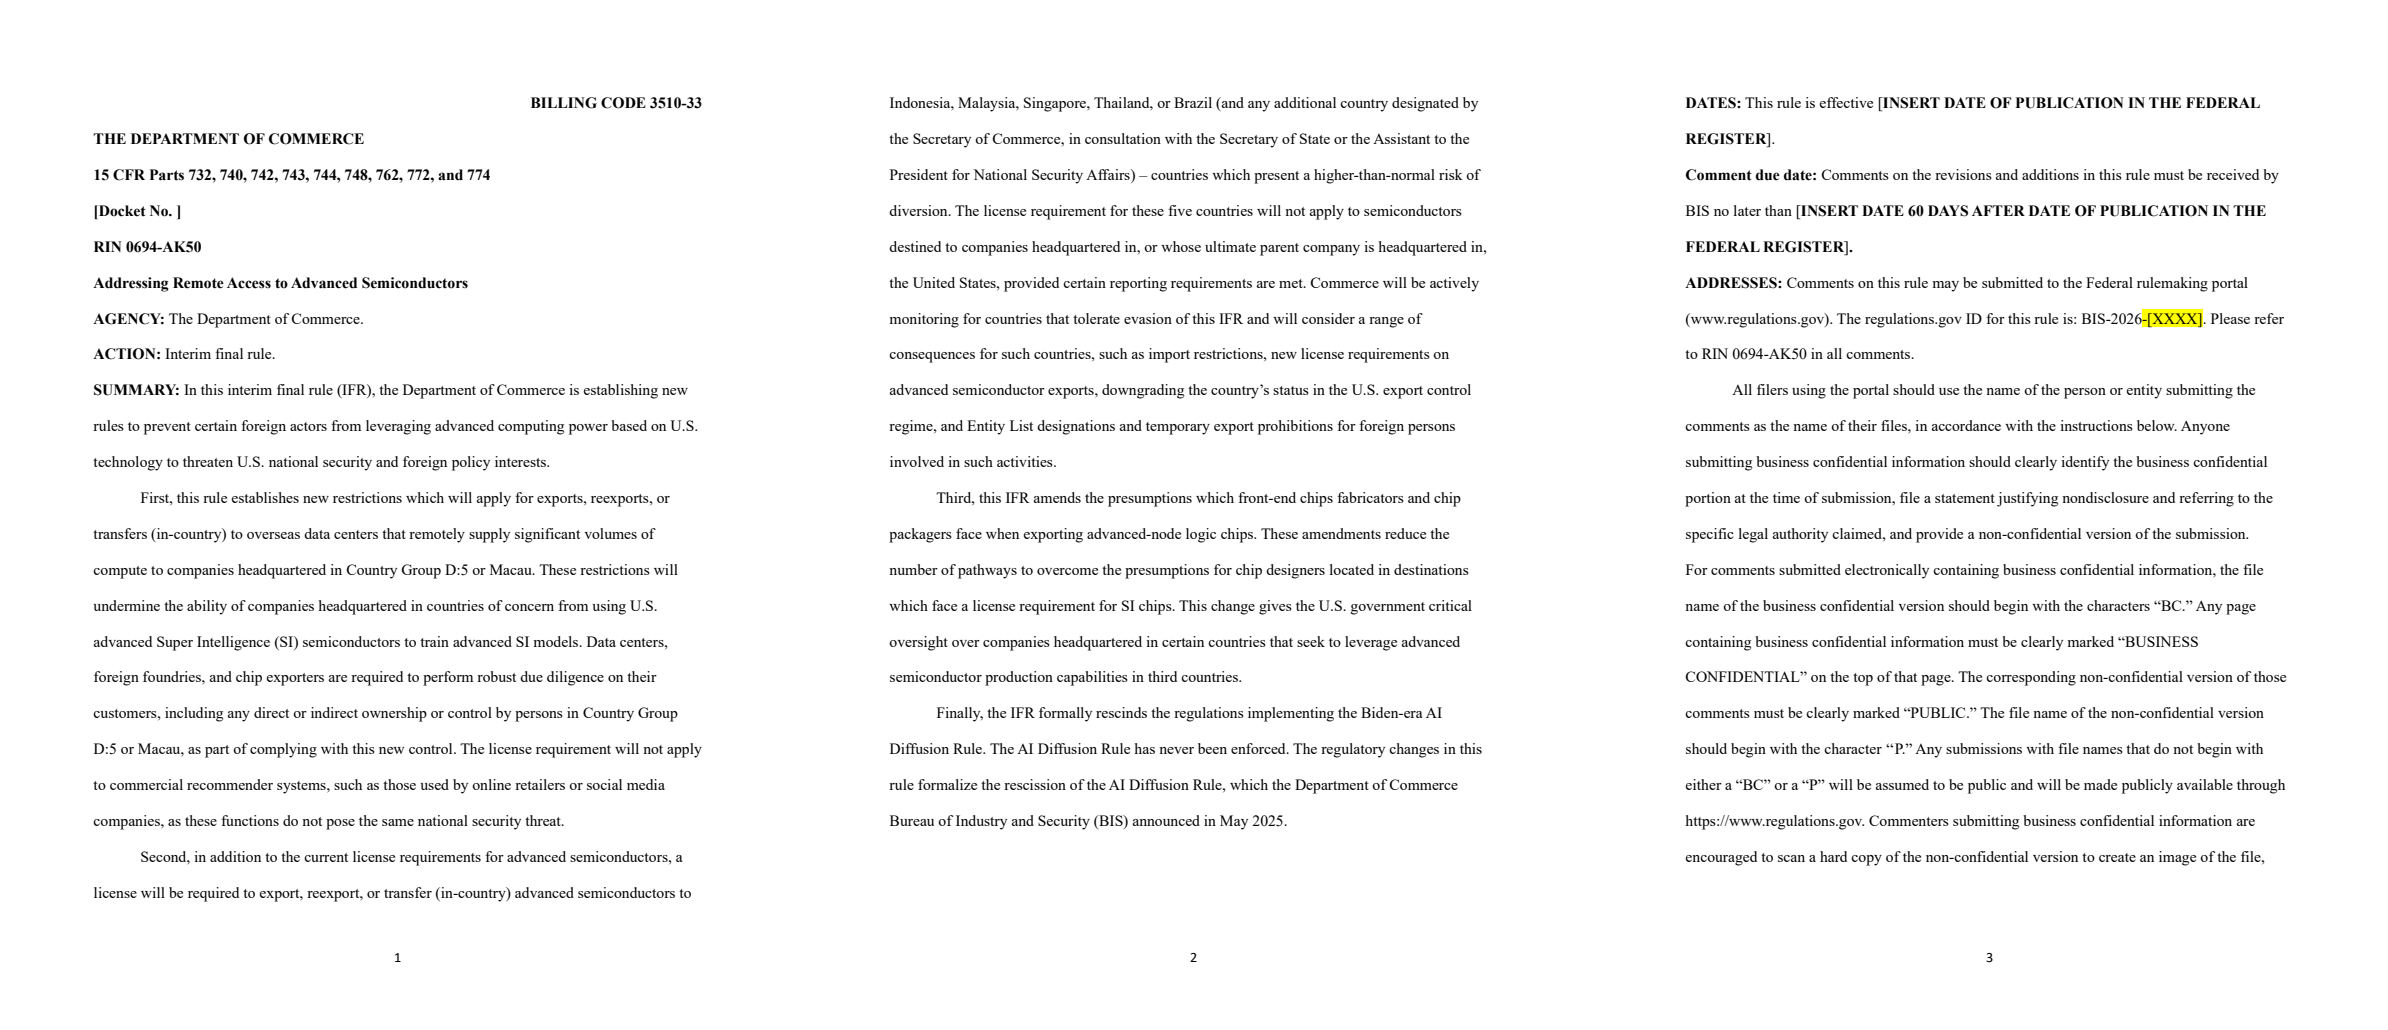 BILLING CODE 3510-33
THE DEPARTMENT OF COMMERCE
15 CFR Parts 732, 740, 742, 743, 744, 748, 762, 772, and 774
[Docket No. ]
RIN 0694-AK50
Addressing Remote Access to Advanced Semiconductors
AGENCY: The Department of Commerce.
ACTION: Interim final rule.
SUMMARY: In this interim final rule (IFR), the Department of Commerce is establishing new
rules to prevent certain foreign actors from leveraging advanced computing power based on U.S.
technology to threaten U.S. national security and foreign policy interests.
First, this rule establishes new restrictions which will apply for exports, reexports, or
transfers (in-country) to overseas data centers that remotely supply significant volumes of
compute to companies headquartered in Country Group D:5 or Macau. These restrictions will
undermine the ability of companies headquartered in countries of concern from using U.S.
advanced Super Intelligence (SI) semiconductors to train advanced SI models. Data centers,
foreign foundries, and chip exporters are required to perform robust due diligence on their
customers, including any direct or indirect ownership or control by persons in Country Group
D:5 or Macau, as part of complying with this new control. The license requirement will not apply
to commercial recommender systems, such as those used by online retailers or social media
companies, as these functions do not pose the same national security threat.
Second, in addition to the current license requirements for advanced semiconductors, a
license will be required to export, reexport, or transfer (in-country) advanced semiconductors to
1
Indonesia, Malaysia, Singapore, Thailand, or Brazil (and any additional country designated by
the Secretary of Commerce, in consultation with the Secretary of State or the Assistant to the
President for National Security Affairs) – countries which present a higher-than-normal risk of
diversion. The license requirement for these five countries will not apply to semiconductors
destined to companies headquartered in, or whose ultimate parent company is headquartered in,
the United States, provided certain reporting requirements are met. Commerce will be actively
monitoring for countries that tolerate evasion of this IFR and will consider a range of
consequences for such countries, such as import restrictions, new license requirements on
advanced semiconductor exports, downgrading the country’s status in the U.S. export control
regime, and Entity List designations and temporary export prohibitions for foreign persons
involved in such activities.
Third, this IFR amends the presumptions which front-end chips fabricators and chip
packagers face when exporting advanced-node logic chips. These amendments reduce the
number of pathways to overcome the presumptions for chip designers located in destinations
which face a license requirement for SI chips. This change gives the U.S. government critical
oversight over companies headquartered in certain countries that seek to leverage advanced
semiconductor production capabilities in third countries.
Finally, the IFR formally rescinds the regulations implementing the Biden-era AI
Diffusion Rule. The AI Diffusion Rule has never been enforced. The regulatory changes in this
rule formalize the rescission of the AI Diffusion Rule, which the Department of Commerce
Bureau of Industry and Security (BIS) announced in May 2025.
2
DATES: This rule is effective [INSERT DATE OF PUBLICATION IN THE FEDERAL
REGISTER].
Comment due date: Comments on the revisions and additions in this rule must be received by
BIS no later than [INSERT DATE 60 DAYS AFTER DATE OF PUBLICATION IN THE
FEDERAL REGISTER].
ADDRESSES: Comments on this rule may be submitted to the Federal rulemaking portal
(www.regulations.gov). The regulations.gov ID for this rule is: BIS-2026-[XXXX]. Please refer
to RIN 0694-AK50 in all comments.
All filers using the portal should use the name of the person or entity submitting the
comments as the name of their files, in accordance with the instructions below. Anyone
submitting business confidential information should clearly identify the business confidential
portion at the time of submission, file a statement justifying nondisclosure and referring to the
specific legal authority claimed, and provide a non-confidential version of the submission.
For comments submitted electronically containing business confidential information, the file
name of the business confidential version should begin with the characters “BC.” Any page
containing business confidential information must be clearly marked “BUSINESS
CONFIDENTIAL” on the top of that page. The corresponding non-confidential version of those
comments must be clearly marked “PUBLIC.” The file name of the non-confidential version
should begin with the character “P.” Any submissions with file names that do not begin with
either a “BC” or a “P” will be assumed to be public and will be made publicly available through
https://www.regulations.gov. Commenters submitting business confidential information are
encouraged to scan a hard copy of the non-confidential version to create an image of the file,
3